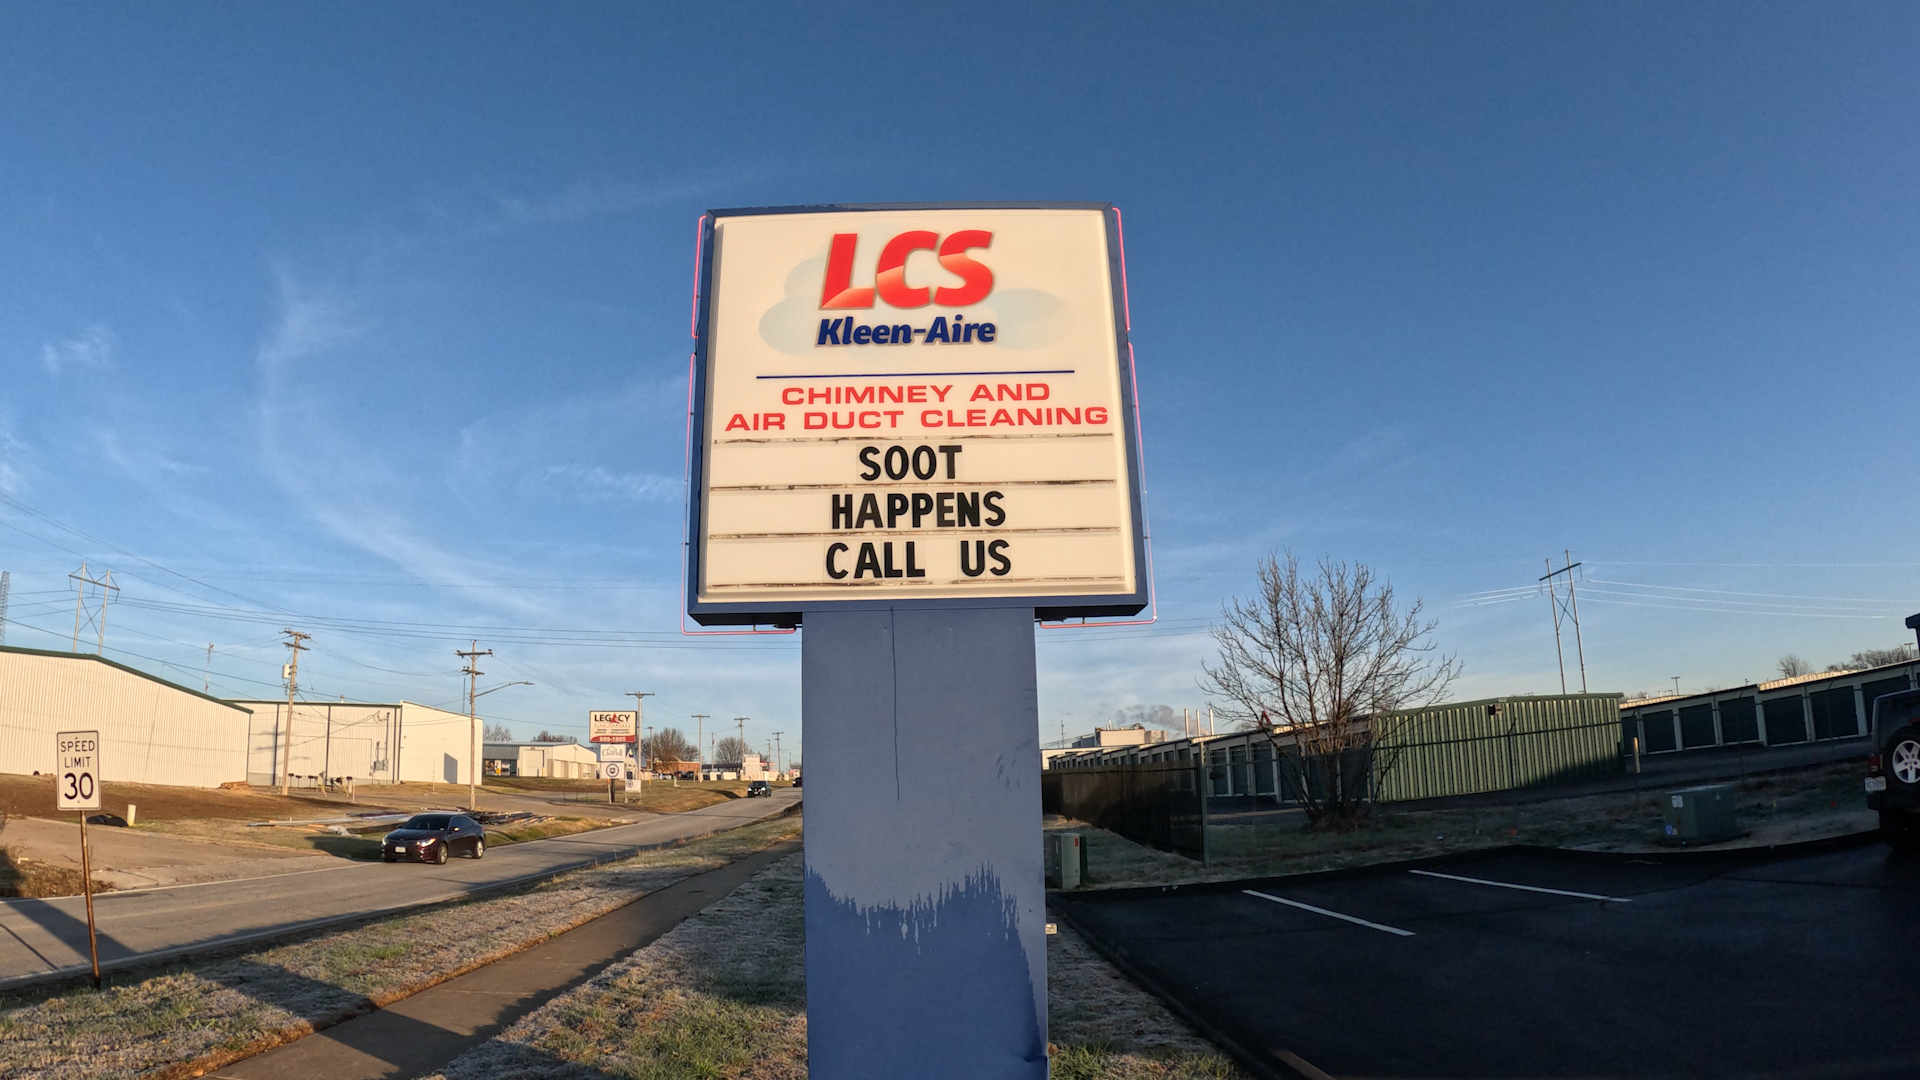 LCS
Kleen-Aire
CHIMNEY AND
AIR DUCT CLEANING
SOOT
HAPPENS
CALL US
SPEED
LIMIT
30
LEGACY